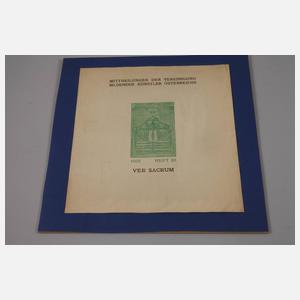 MITTHEILUNGEN DER VEREINIGUNG
BILDENDER KÜNSTLER ÖSTERREICHS
HEFT
VER SACRUM